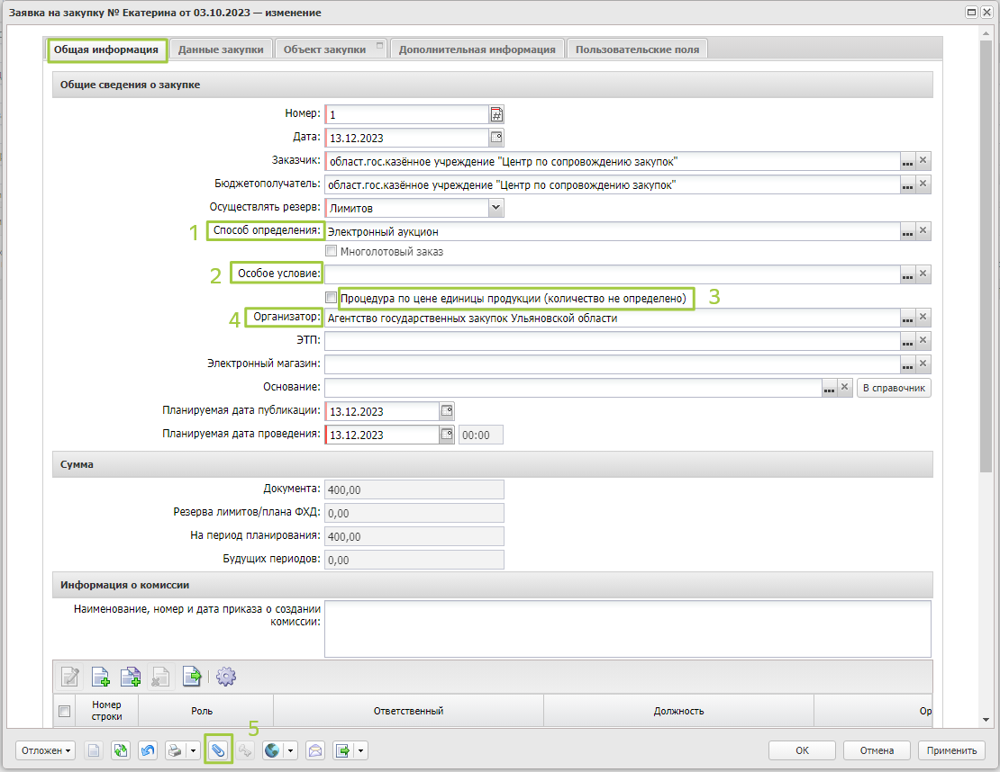 Заявка на закупку № Екатерина от 03.10.2023 — изменение
Общая информация Данные закупки Объект закупки Дополнительная информация Пользовательские поля
Общие сведения о закупке
Номер: 1
Дата: 13.12.2023
Заказчик: област.гос.казённое учреждение "Центр по сопровождению закупок" ...
Бюджетополучатель: област.гос.казённое учреждение "Центр по сопровождению закупок" ...
Осуществлять резерв: Лимитов
1 Способ определения: Электронный аукцион ...
Многолотовый заказ
2 Особое условие: ...
Процедура по цене единицы продукции (количество не определено) 3
4 Организатор: Агентство государственных закупок Ульяновской области ...
ЭТП: ...
Электронный магазин: ...
Основание: ... В справочник
Планируемая дата публикации: 13.12.2023
Планируемая дата проведения: 13.12.2023 00:00
Сумма
Документа: 400,00
Резерва лимитов/плана ФХД: 0,00
На период планирования: 400,00
Будущих периодов: 0,00
Информация о комиссии
Наименование, номер и дата приказа о создании
комиссии:
Номер
строки Роль Ответственный Должность Ор
5
Отложен ОК Отмена Применить